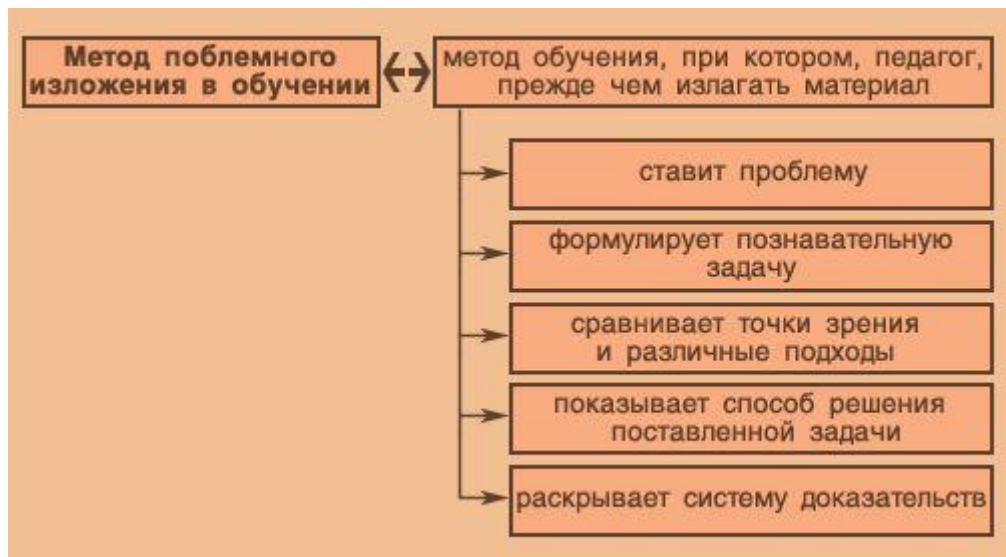 Метод поблемного
изложения в обучении
метод обучения, при котором, педагог,
прежде чем излагать материал
ставит проблему
формулирует познавательную
задачу
сравнивает точки зрения
и различные подходы
показывает способ решения
поставленной задачи
раскрывает систему доказательств